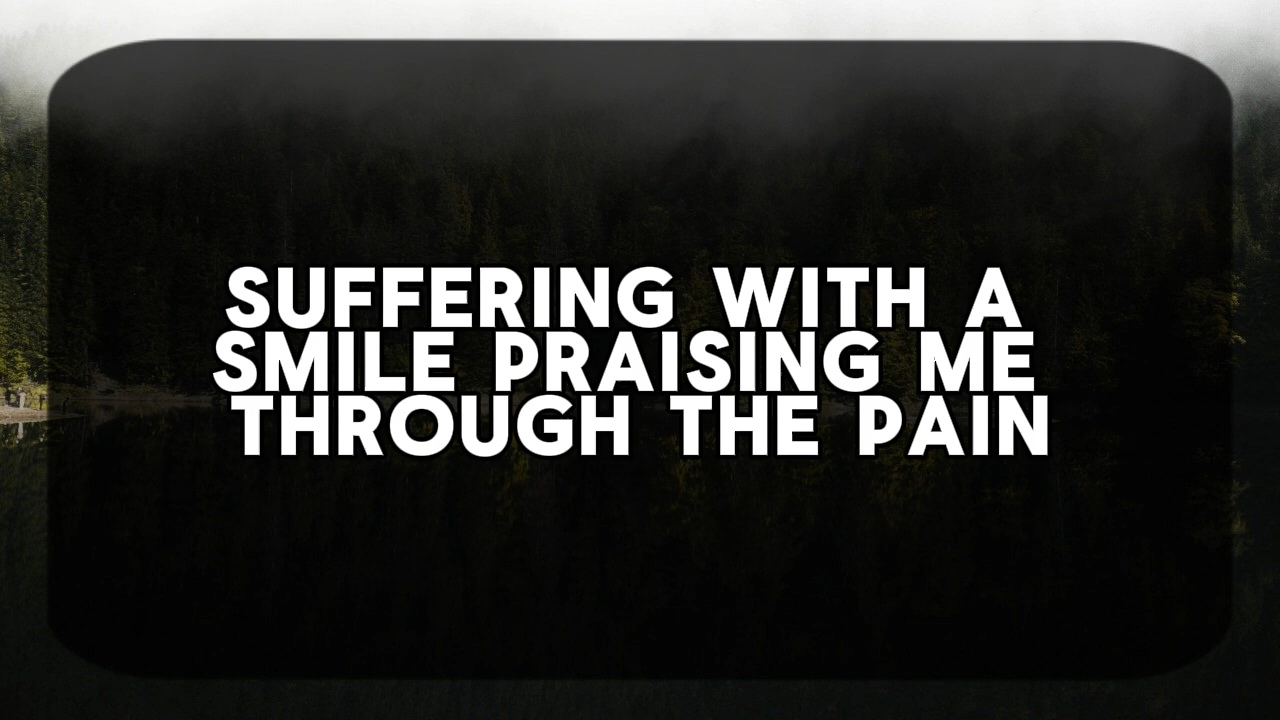 SUFFERING WITH A
SMILE PRAISING ME
THROUGH THE PAIN